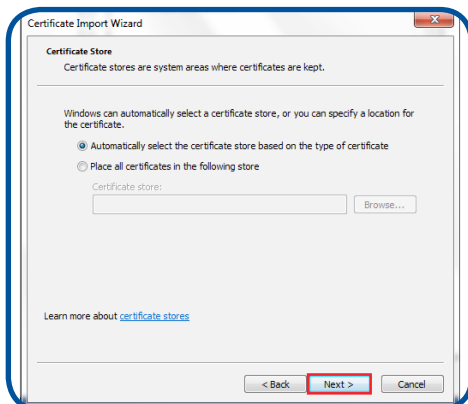 Certificate Import Wizard
Certificate Store
Certificate stores are system areas where certificates are kept.
Windows can automatically select a certificate store, or you can specify a location for
the certificate.
Automatically select the certificate store based on the type of certificate
Place all certificates in the following store
Certificate store:
Browse...
Learn more about certificate stores
< Back Next > Cancel